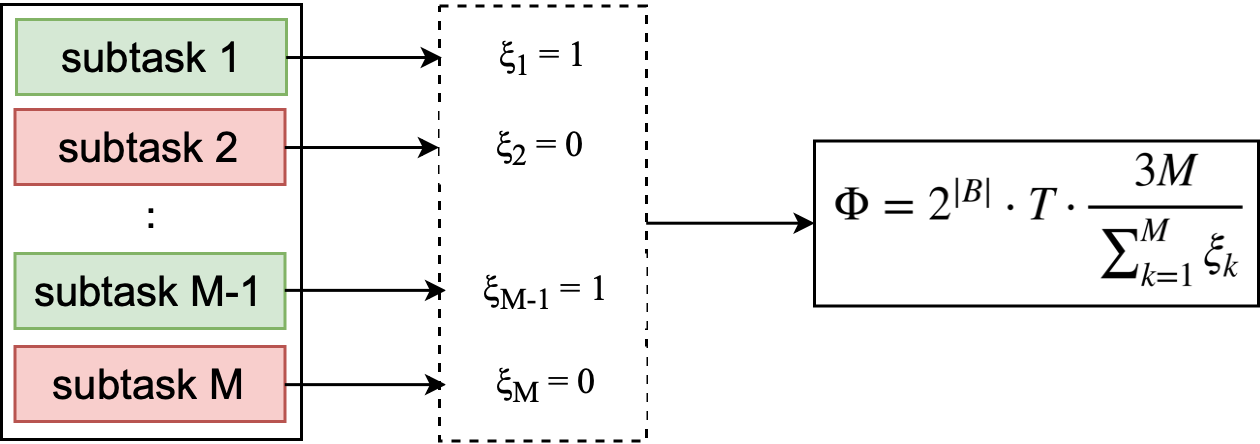 subtask 1
ξ1 = 1
subtask 2
ξ2 = 0
:
subtask M-1
ξM-1 = 1
subtask M
ξM = 0
Φ = 2^|B| · T · 3M / ∑_{k=1}^{M} ξk